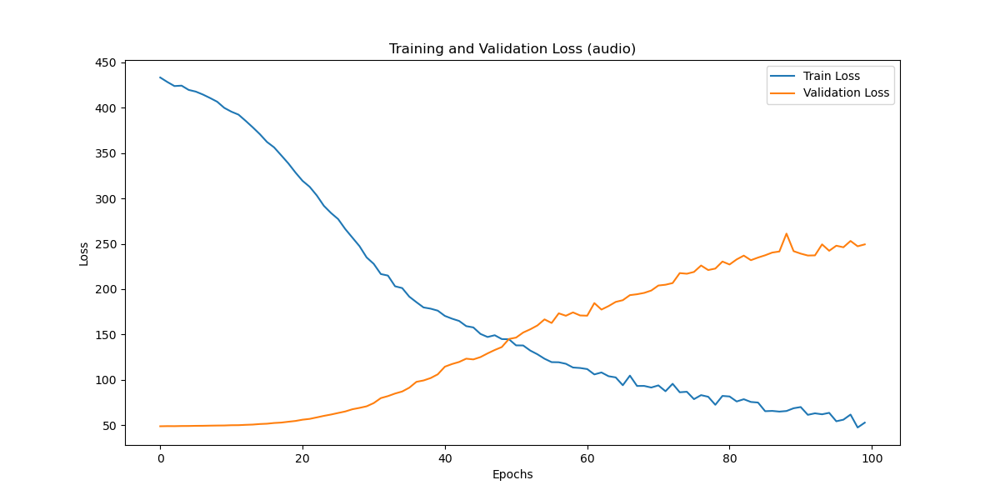 Training and Validation Loss (audio)
450
400
350
300
250
200
150
100
50
Loss
Train Loss
Validation Loss
0 20 40 60 80 100
Epochs